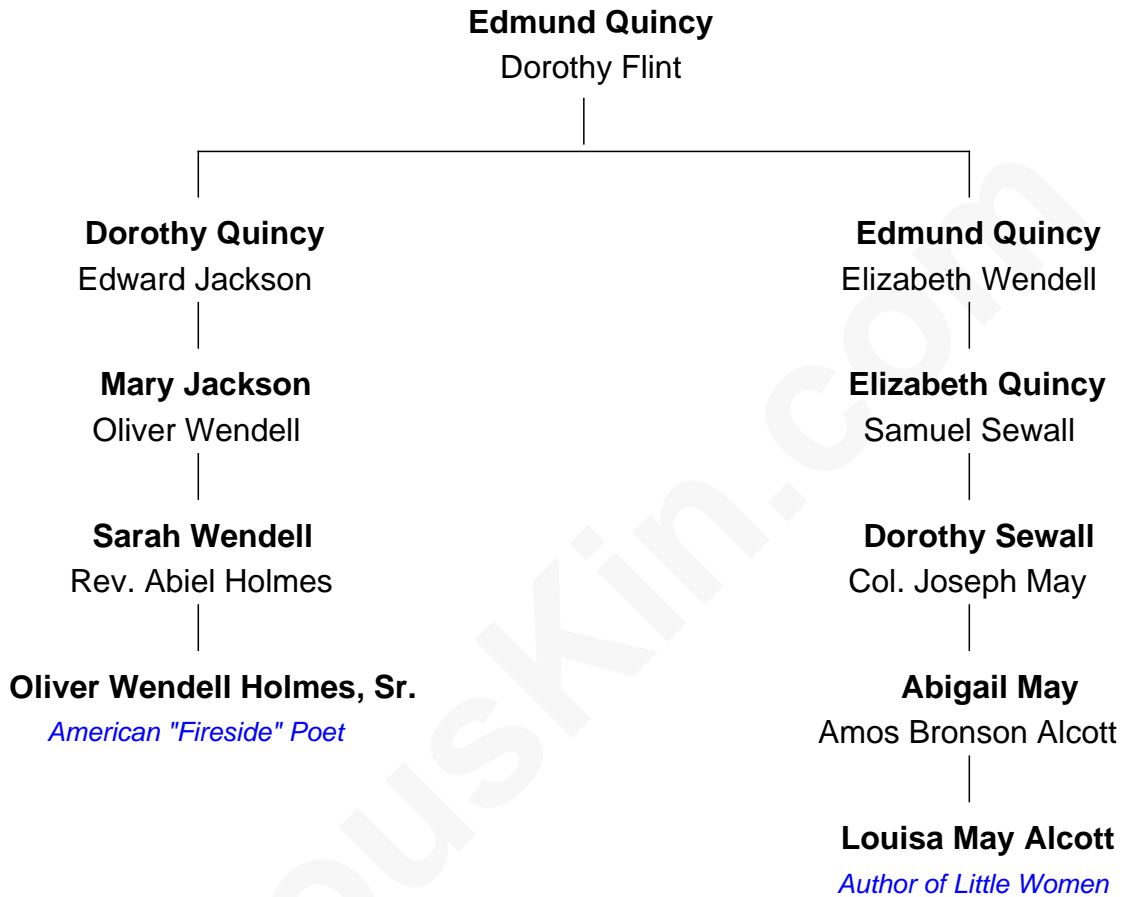 Edmund Quincy
Dorothy Flint
Dorothy Quincy
Edward Jackson
Edmund Quincy
Elizabeth Wendell
Mary Jackson
Oliver Wendell
Elizabeth Quincy
Samuel Sewall
Sarah Wendell
Rev. Abiel Holmes
Dorothy Sewall
Col. Joseph May
Oliver Wendell Holmes, Sr.
American "Fireside" Poet
Abigail May
Amos Bronson Alcott
Louisa May Alcott
Author of Little Women
ousKin.com